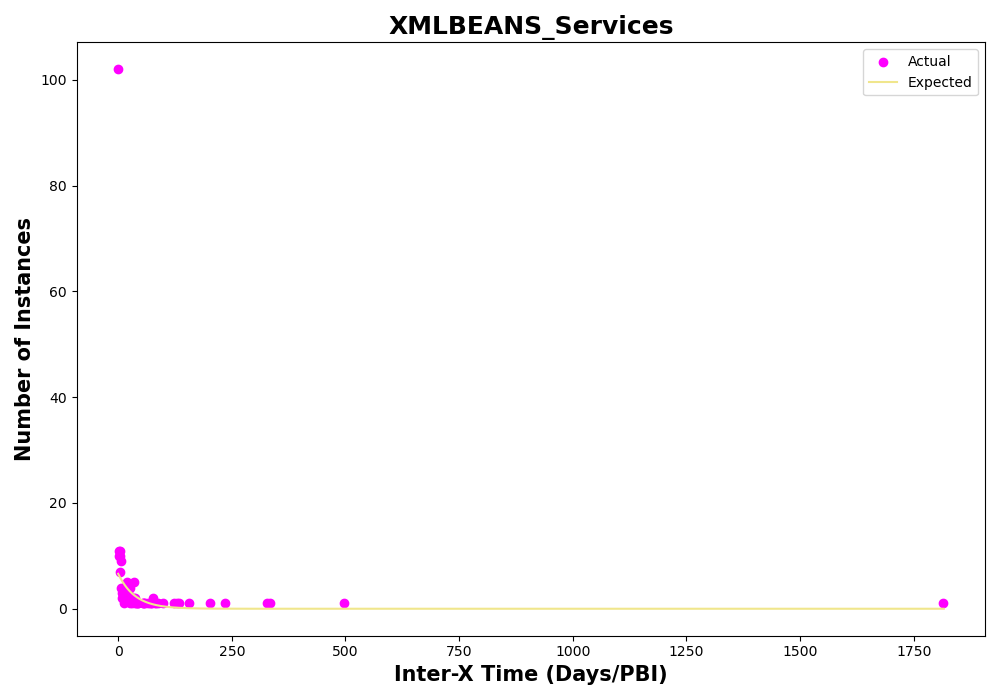 XMLBEANS_Services
Actual
Expected
100
80
60
40
20
0
Number of Instances
0 250 500 750 1000 1250 1500 1750
Inter-X Time (Days/PBI)